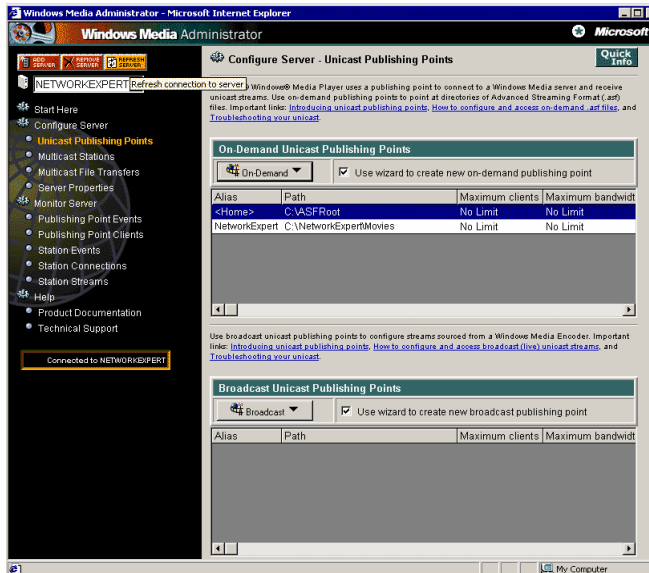 Windows Media Administrator - Microsoft Internet Explorer
Windows Media Administrator
Microsoft
ADD SERVER
REMOVE SERVER
REFRESH SERVER
NETWORKEXPERT
Refresh connection to server
Start Here
Configure Server
Unicast Publishing Points
Multicast Stations
Multicast File Transfers
Server Properties
Monitor Server
Publishing Point Events
Publishing Point Clients
Station Events
Station Connections
Station Streams
Help
Product Documentation
Technical Support
Connected to NETWORKEXPERT
Configure Server - Unicast Publishing Points
Quick Info
Windows® Media Player uses a publishing point to connect to a Windows Media server and receive
unicast streams. Use on-demand publishing points to point at directories of Advanced Streaming Format (.asf)
files. Important links: Introducing unicast publishing points, How to configure and access on-demand .asf files, and
Troubleshooting your unicast.
On-Demand Unicast Publishing Points
On-Demand
Use wizard to create new on-demand publishing point
Alias Path Maximum clients Maximum bandwidt
<Home> C:\ASFRoot No Limit No Limit
NetworkExpert C:\NetworkExpert\Movies No Limit No Limit
Use broadcast unicast publishing points to configure streams sourced from a Windows Media Encoder. Important
links: Introducing unicast publishing points, How to configure and access broadcast (live) unicast streams, and
Troubleshooting your unicast.
Broadcast Unicast Publishing Points
Broadcast
Use wizard to create new broadcast publishing point
Alias Path Maximum clients Maximum bandwidt
My Computer